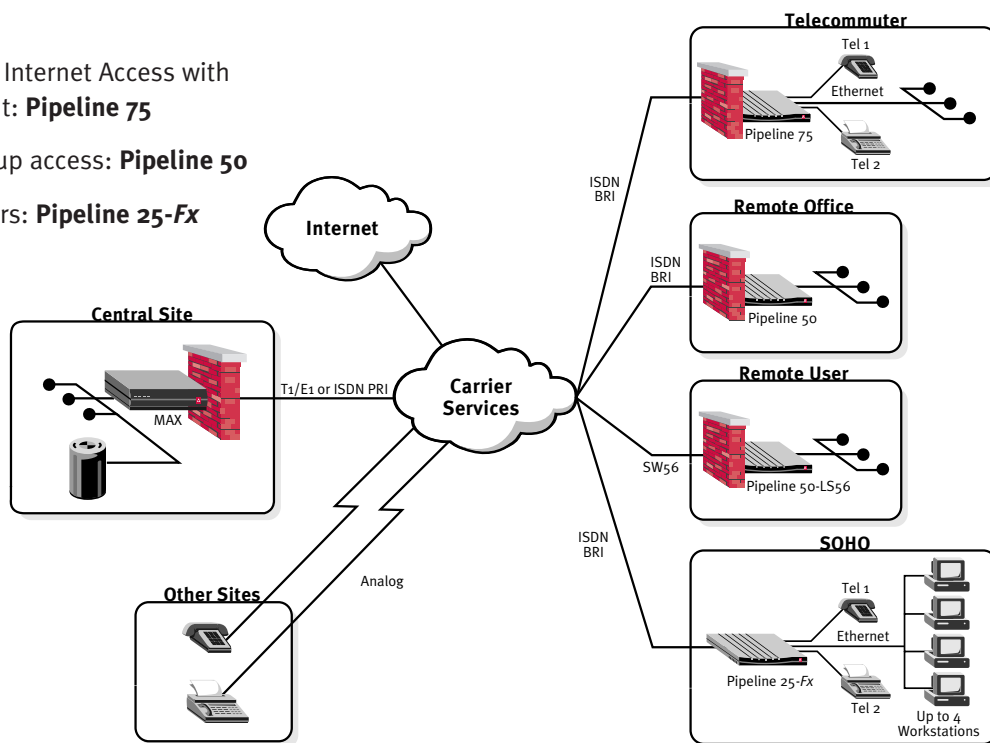 Internet Access with
t: Pipeline 75
up access: Pipeline 50
rs: Pipeline 25-Fx
Telecommuter
Tel 1
Ethernet
Pipeline 75
Tel 2
ISDN
BRI
Internet
Remote Office
ISDN
BRI
Pipeline 50
Central Site
MAX
T1/E1 or ISDN PRI
Carrier
Services
Remote User
SW56
Pipeline 50-LS56
ISDN
BRI
SOHO
Tel 1
Ethernet
Pipeline 25-Fx
Tel 2
Up to 4
Workstations
Analog
Other Sites